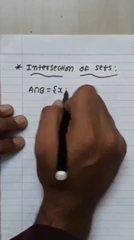 * Intersection of sets:
A∩B = {x